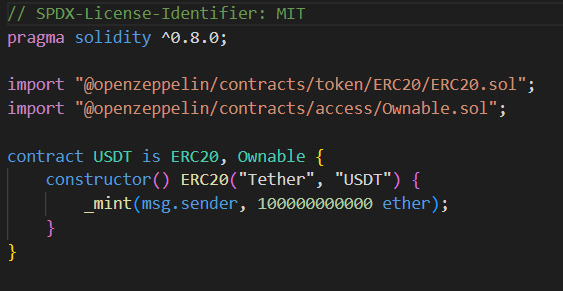 // SPDX-License-Identifier: MIT
pragma solidity ^0.8.0;
import "@openzeppelin/contracts/token/ERC20/ERC20.sol";
import "@openzeppelin/contracts/access/Ownable.sol";
contract USDT is ERC20, Ownable {
constructor() ERC20("Tether", "USDT") {
_mint(msg.sender, 100000000000 ether);
}
}